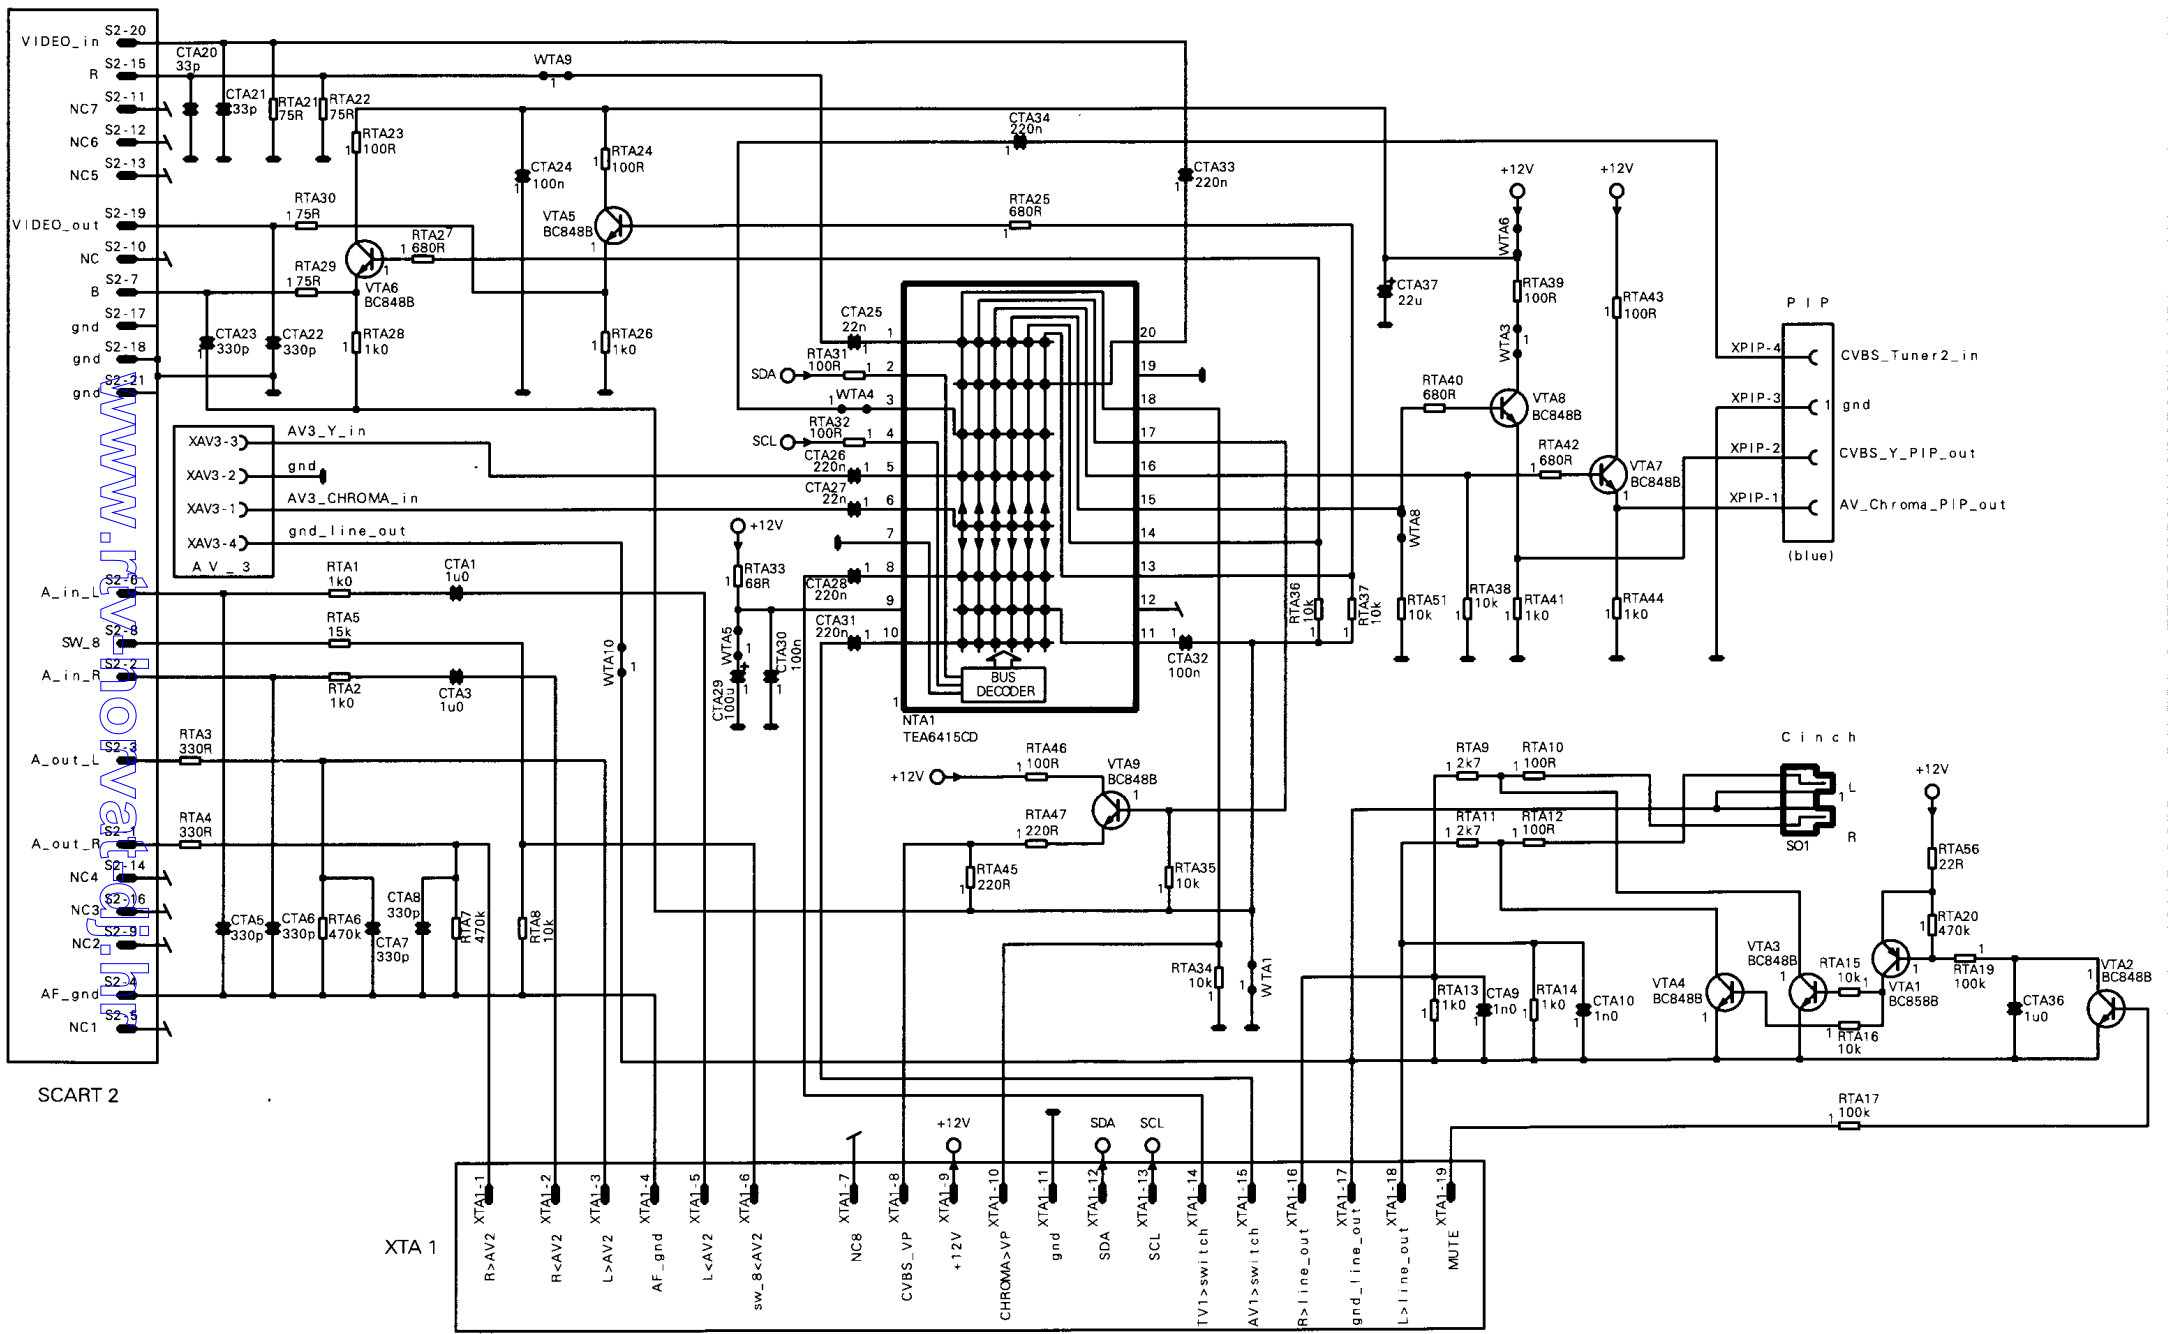 VIDEO_in S2-20
R S2-15
NC7 S2-11
NC6 S2-12
NC5 S2-13
VIDEO_out S2-19
NC S2-10
B S2-7
gnd S2-17
gnd S2-18
gnd S2-21
A_in_L S2-6
SW_8 S2-8
A_in_R S2-2
A_out_L S2-3
A_out_R S2-1
NC4 S2-14
NC3 S2-16
NC2 S2-9
AF_gnd S2-4
NC1 S2-5
SCART 2
www.rtv-horvat-dj.hr
CTA20
33p
CTA21
33p
RTA21
75R
RTA22
75R
RTA23
100R
WTA9
1
CTA24
100n
RTA24
100R
VTA5
BC848B
CTA34
220n
RTA25
680R
CTA33
220n
RTA30
75R
RTA27
680R
RTA29
75R
VTA6
BC848B
CTA23
330p
CTA22
330p
RTA28
1k0
RTA26
1k0
XAV3-3 AV3_Y_in
XAV3-2 gnd
XAV3-1 AV3_CHROMA_in
XAV3-4 gnd_line_out
AV_3
CTA25
22n
RTA31
100R
SDA
WTA4
RTA32
100R
SCL
CTA26
220n
CTA27
22n
+12V
RTA33
68R
CTA28
220n
CTA31
220n
WTA5
CTA29
100u
CTA30
100n
1
2
3
4
5
6
7
8
9
10
20
19
18
17
16
15
14
13
12
11
BUS
DECODER
NTA1
TEA6415CD
CTA32
100n
RTA36
10k
RTA37
10k
+12V
+12V
WTA6
CTA37
22u
RTA39
100R
WTA3
RTA43
100R
RTA40
680R
VTA8
BC848B
RTA42
680R
VTA7
BC848B
WTA8
RTA51
10k
RTA38
10k
RTA41
1k0
RTA44
1k0
PIP
XPIP-4 CVBS_Tuner2_in
XPIP-3 1 gnd
XPIP-2 CVBS_Y_PIP_out
XPIP-1 AV_Chroma_PIP_out
(blue)
RTA1
1k0
CTA1
1u0
RTA5
15k
RTA2
1k0
CTA3
1u0
WTA10
RTA3
330R
RTA4
330R
CTA5
330p
CTA6
330p
RTA6
470k
CTA7
330p
CTA8
330p
RTA7
470k
RTA8
10k
+12V
RTA46
100R
VTA9
BC848B
RTA47
220R
RTA45
220R
RTA35
10k
RTA34
10k
WTA1
RTA9
2k7
RTA10
100R
RTA11
2k7
RTA12
100R
Cinch
L
1
R
SO1
+12V
RTA56
22R
RTA20
470k
VTA3
BC848B
VTA4
BC848B
RTA15
10k
RTA16
10k
VTA1
BC858B
RTA19
100k
VTA2
BC848B
CTA36
1u0
RTA13
1k0
CTA9
1n0
RTA14
1k0
CTA10
1n0
RTA17
100k
+12V
SDA
SCL
XTA 1
XTA1-1 R>AV2
XTA1-2 R<AV2
XTA1-3 L>AV2
XTA1-4 AF_gnd
XTA1-5 L<AV2
XTA1-6 sw_8<AV2
XTA1-7 NC8
XTA1-8 CVBS_VP
XTA1-9 +12V
XTA1-10 CHROMA>VP
XTA1-11 gnd
XTA1-12 SDA
XTA1-13 SCL
XTA1-14 TV1>switch
XTA1-15 AV1>switch
XTA1-16 R>line_out
XTA1-17 gnd_line_out
XTA1-18 L>line_out
XTA1-19 MUTE